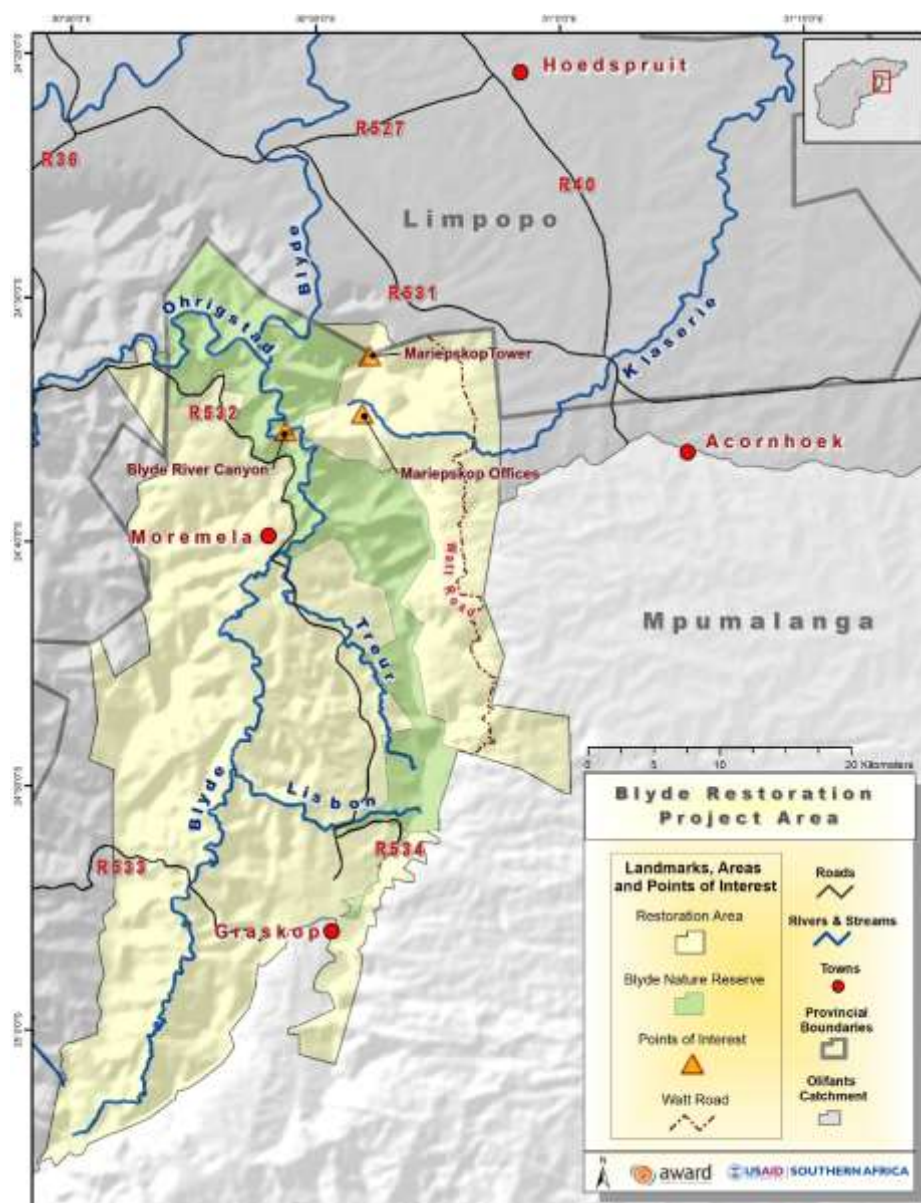 Hoedspruit
R527
R36
R40
Limpopo
Blyde
R531
Ohrigstad
Klaserie
Mariepskop Tower
R532
Acornhoek
Blyde River Canyon
Mariepskop Offices
Moremela
Watt Road
Mpumalanga
Treur
0 5 10 20 Kilometers
Blyde
Lisbon
R534
R533
Graskop
Blyde Restoration
Project Area
Landmarks, Areas
and Points of Interest
Restoration Area
Blyde Nature Reserve
Points of Interest
Watt Road
Roads
Rivers & Streams
Towns
Provincial
Boundaries
Olifants
Catchment
N
award
USAID | SOUTHERN AFRICA